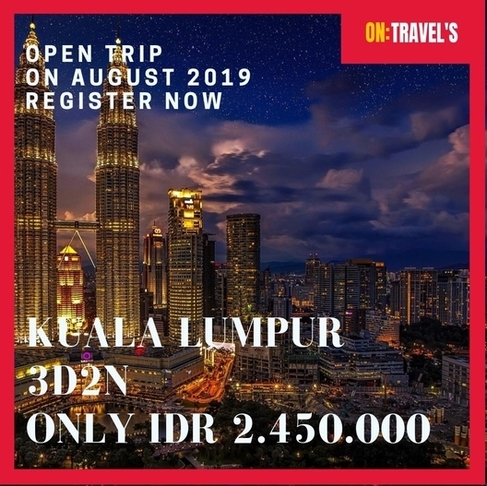 ON:TRAVEL'S
OPEN TRIP
ON AUGUST 2019
REGISTER NOW
KUALA LUMPUR
3D2N
ONLY IDR 2.450.000